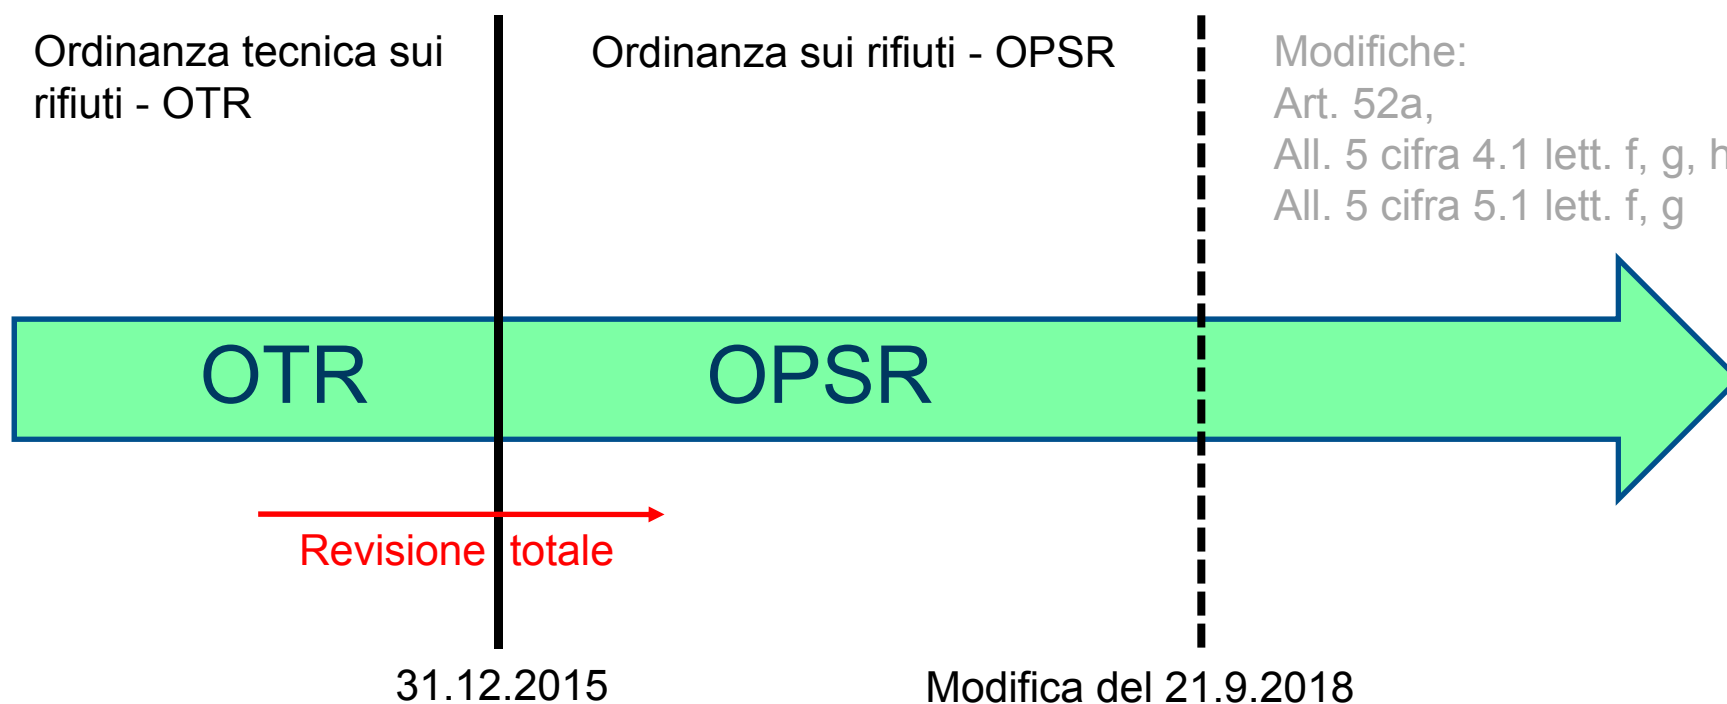 Ordinanza tecnica sui
rifiuti - OTR
Ordinanza sui rifiuti - OPSR
Modifiche:
Art. 52a,
All. 5 cifra 4.1 lett. f, g, h
All. 5 cifra 5.1 lett. f, g
OTR
OPSR
Revisione totale
31.12.2015
Modifica del 21.9.2018